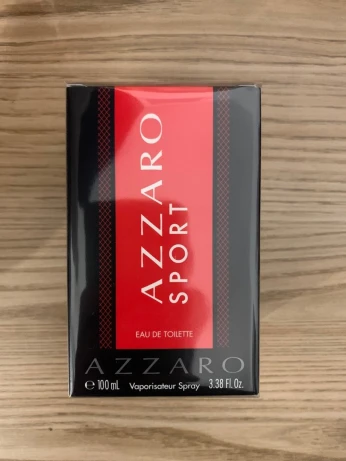 AZZARO
SPORT
EAU DE TOILETTE
AZZARO
℮ 100 mL Vaporisateur Spray 3.38 Fl. Oz.